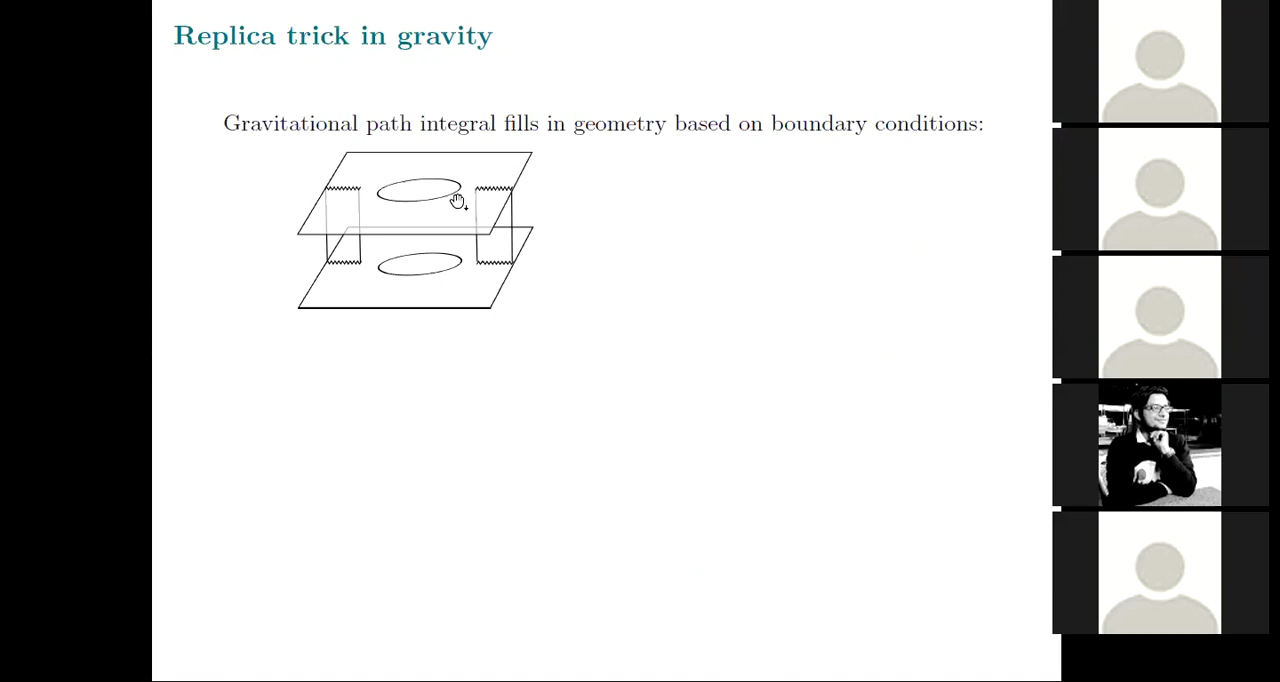 Replica trick in gravity
Gravitational path integral fills in geometry based on boundary conditions: